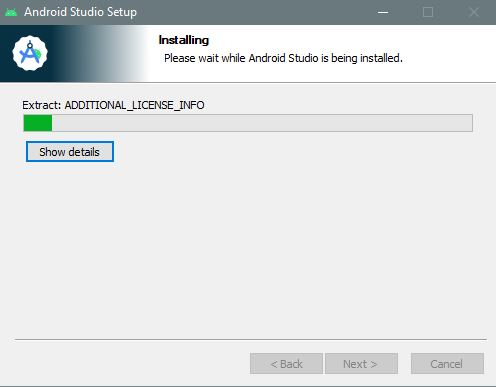 Android Studio Setup
Installing
Please wait while Android Studio is being installed.
Extract: ADDITIONAL_LICENSE_INFO
Show details
< Back
Next >
Cancel